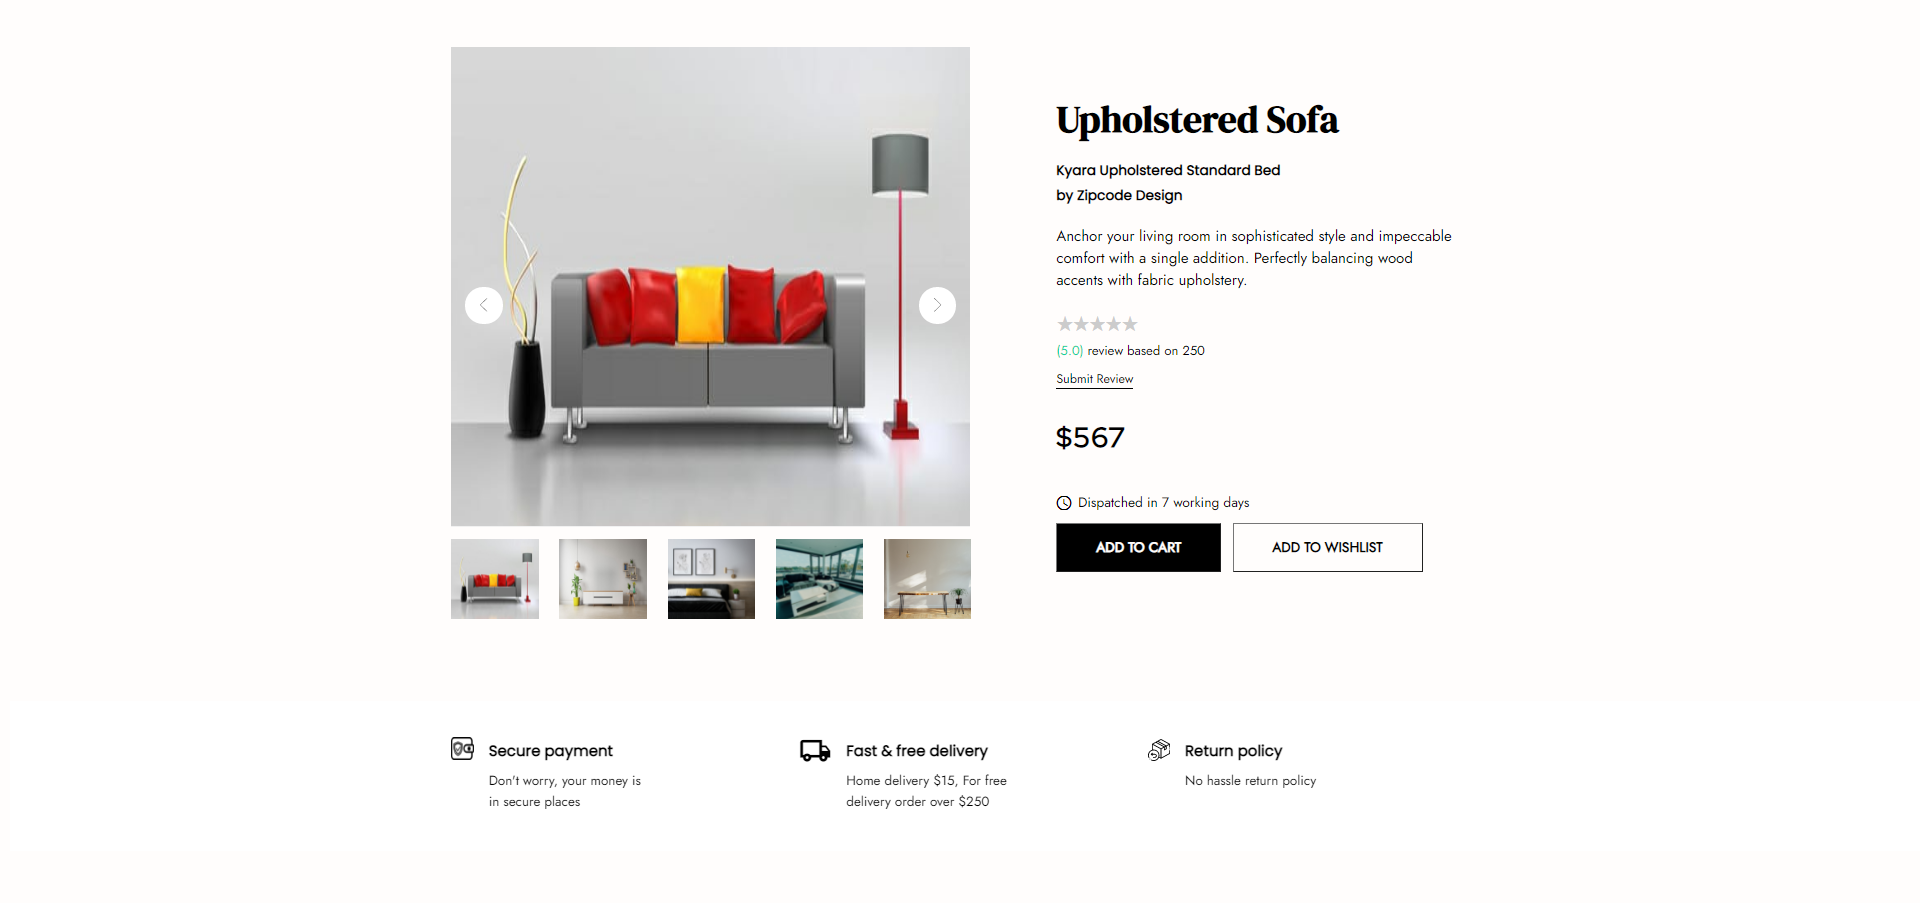 Upholstered Sofa
Kyara Upholstered Standard Bed
by Zipcode Design
Anchor your living room in sophisticated style and impeccable
comfort with a single addition. Perfectly balancing wood
accents with fabric upholstery.
(5.0) review based on 250
Submit Review
$567
Dispatched in 7 working days
ADD TO CART
ADD TO WISHLIST
Secure payment
Don't worry, your money is
in secure places
Fast & free delivery
Home delivery $15, For free
delivery order over $250
Return policy
No hassle return policy